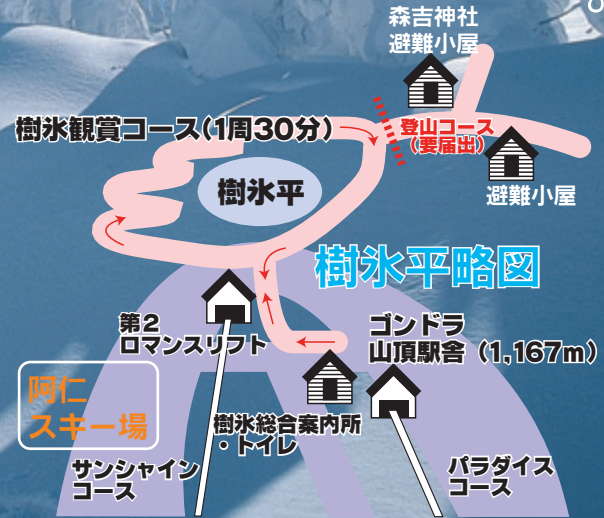 森吉神社
避難小屋
樹氷観賞コース(1周30分)
登山コース
(要届出)
樹氷平
避難小屋
樹氷平略図
第2
ロマンスリフト
ゴンドラ
山頂駅舎(1,167m)
阿仁
スキー場
樹氷総合案内所
・トイレ
サンシャイン
コース
パラダイス
コース